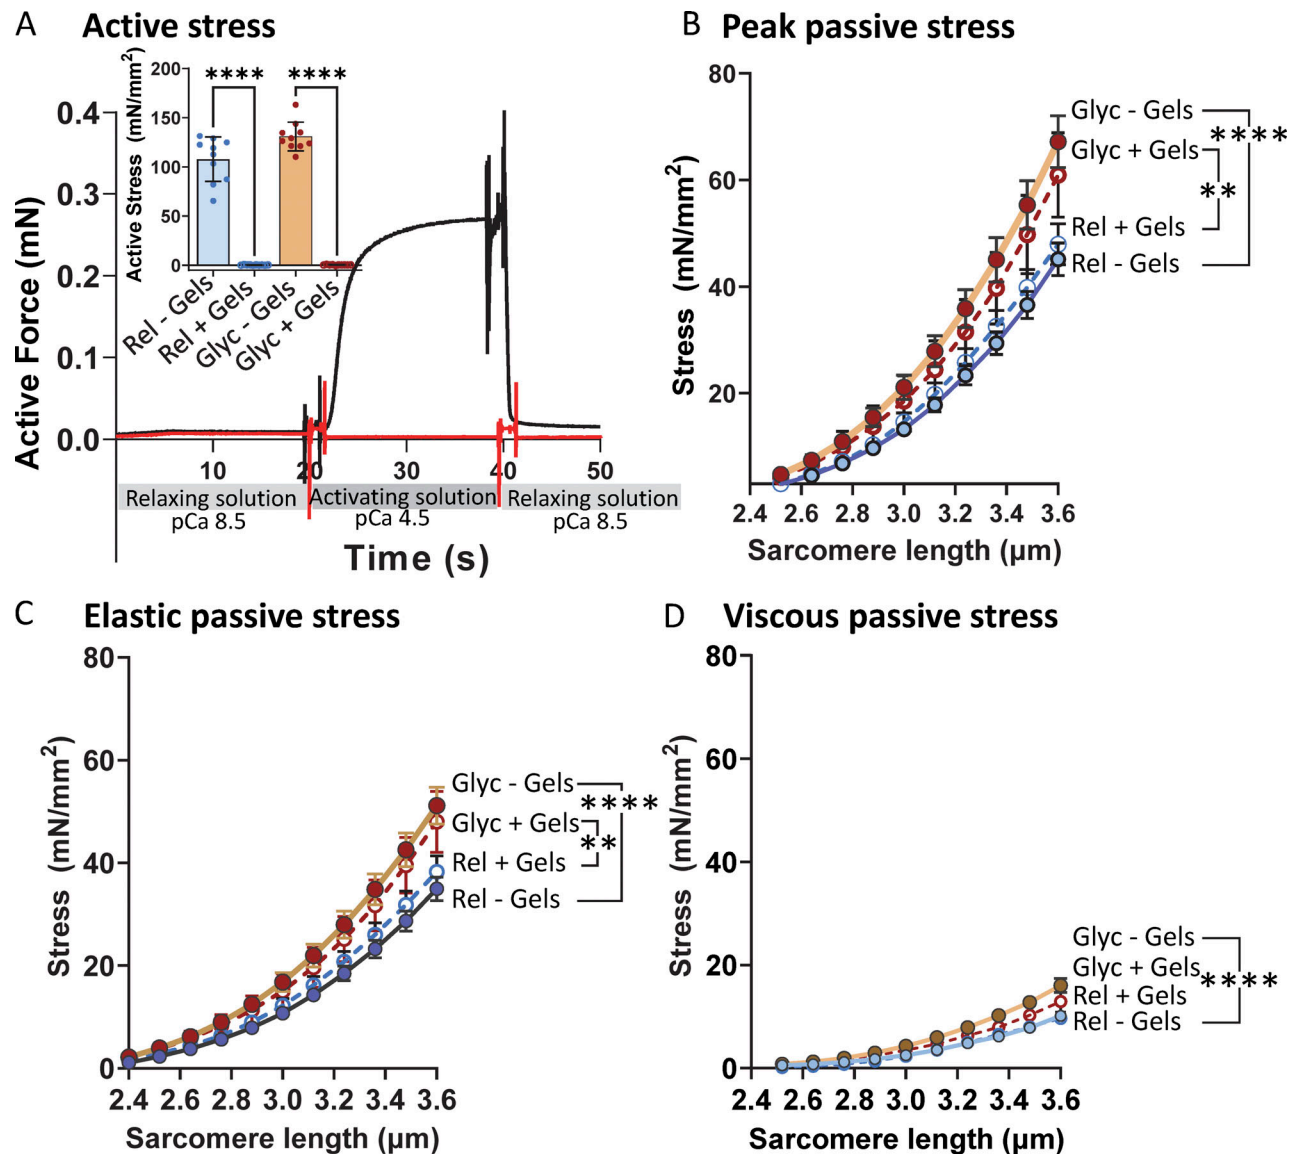 A Active stress
Active Force (mN)
0.4
0.3
0.2
0.1
0.0
Active Stress (mN/mm²)
200
150
100
50
0
**** ****
Rel - Gels
Rel + Gels
Glyc - Gels
Glyc + Gels
10 20 30 40 50
Relaxing solution Activating solution Relaxing solution
pCa 8.5 pCa 4.5 pCa 8.5
Time (s)
B Peak passive stress
Stress (mN/mm²)
80
60
40
20
Glyc - Gels
****
Glyc + Gels
**
Rel + Gels
Rel - Gels
2.4 2.6 2.8 3.0 3.2 3.4 3.6
Sarcomere length (µm)
C Elastic passive stress
Stress (mN/mm²)
80
60
40
20
0
Glyc - Gels
****
Glyc + Gels
**
Rel + Gels
Rel - Gels
2.4 2.6 2.8 3.0 3.2 3.4 3.6
Sarcomere length (µm)
D Viscous passive stress
Stress (mN/mm²)
80
60
40
20
0
Glyc - Gels
Glyc + Gels
****
Rel + Gels
Rel - Gels
2.4 2.6 2.8 3.0 3.2 3.4 3.6
Sarcomere length (µm)